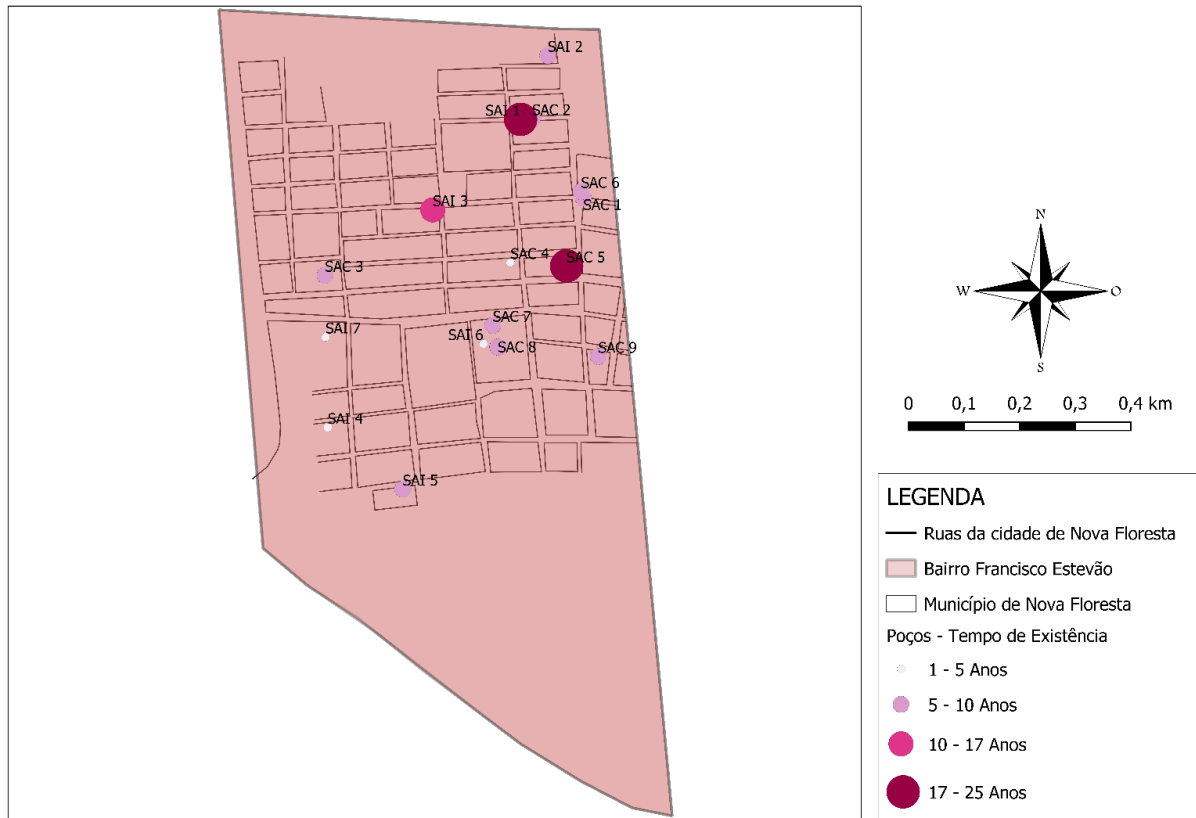 SAI 2
SAI 1 SAC 2
SAC 6
SAC 1
SAI 3
SAC 4 SAC 5
SAC 3
SAC 7
SAI 7 SAI 6
SAC 8 SAC 9
SAI 4
SAI 5
N
W O
S
0 0,1 0,2 0,3 0,4 km
LEGENDA
Ruas da cidade de Nova Floresta
Bairro Francisco Estevão
Município de Nova Floresta
Poços - Tempo de Existência
1 - 5 Anos
5 - 10 Anos
10 - 17 Anos
17 - 25 Anos